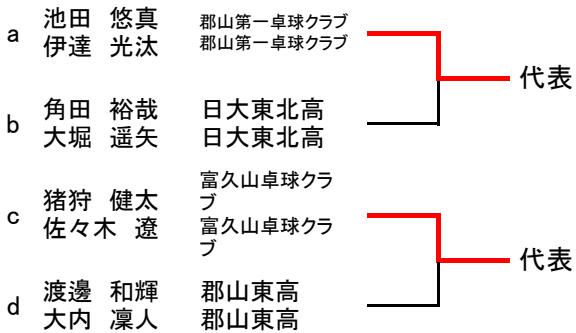 a 池田 悠真 郡山第一卓球クラブ
伊達 光汰 郡山第一卓球クラブ
代表
b 角田 裕哉 日大東北高
大堀 遥矢 日大東北高
c 猪狩 健太 富久山卓球クラ
ブ
佐々木 遼 富久山卓球クラ
ブ
代表
d 渡邊 和輝 郡山東高
大内 凜人 郡山東高